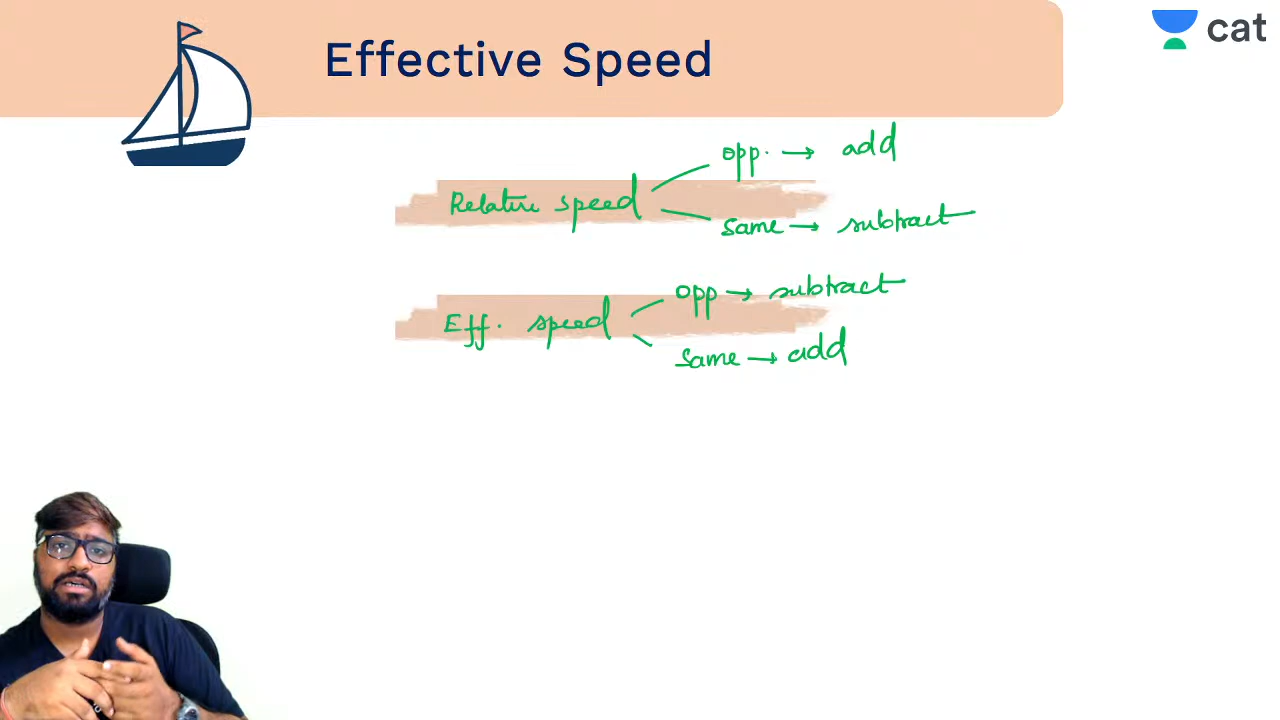 Effective Speed
cat
opp. → add
Relative speed
same → subtract
opp → subtract
Eff. speed
same → add